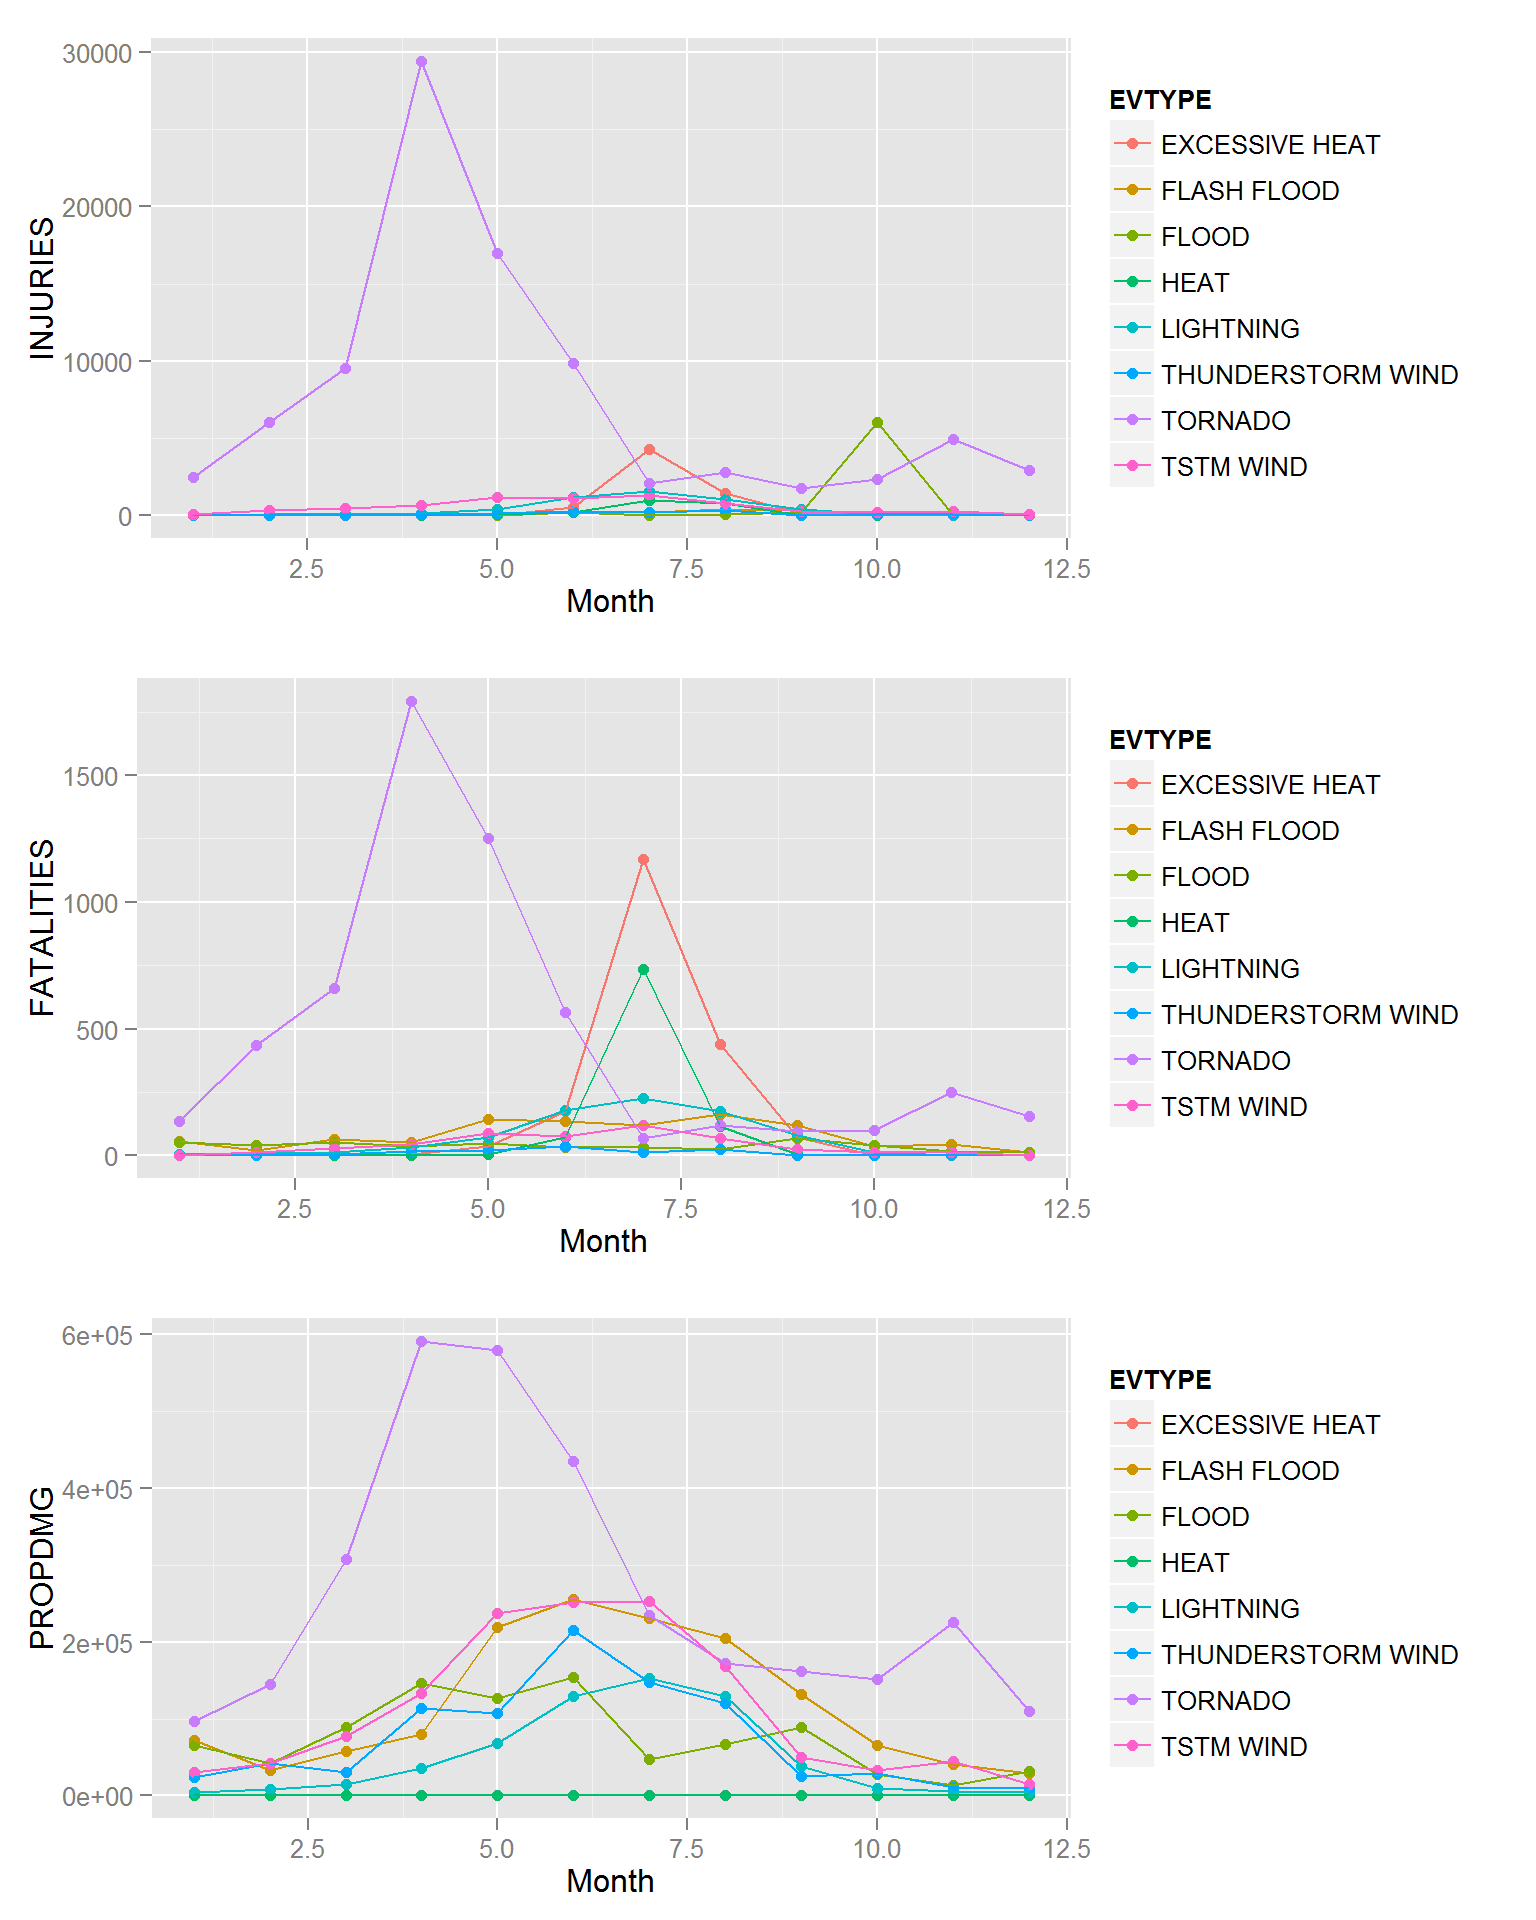 INJURIES
30000
20000
10000
0
2.5 5.0 7.5 10.0 12.5
Month
EVTYPE
EXCESSIVE HEAT
FLASH FLOOD
FLOOD
HEAT
LIGHTNING
THUNDERSTORM WIND
TORNADO
TSTM WIND
FATALITIES
1500
1000
500
0
2.5 5.0 7.5 10.0 12.5
Month
EVTYPE
EXCESSIVE HEAT
FLASH FLOOD
FLOOD
HEAT
LIGHTNING
THUNDERSTORM WIND
TORNADO
TSTM WIND
PROPDMG
6e+05
4e+05
2e+05
0e+00
2.5 5.0 7.5 10.0 12.5
Month
EVTYPE
EXCESSIVE HEAT
FLASH FLOOD
FLOOD
HEAT
LIGHTNING
THUNDERSTORM WIND
TORNADO
TSTM WIND